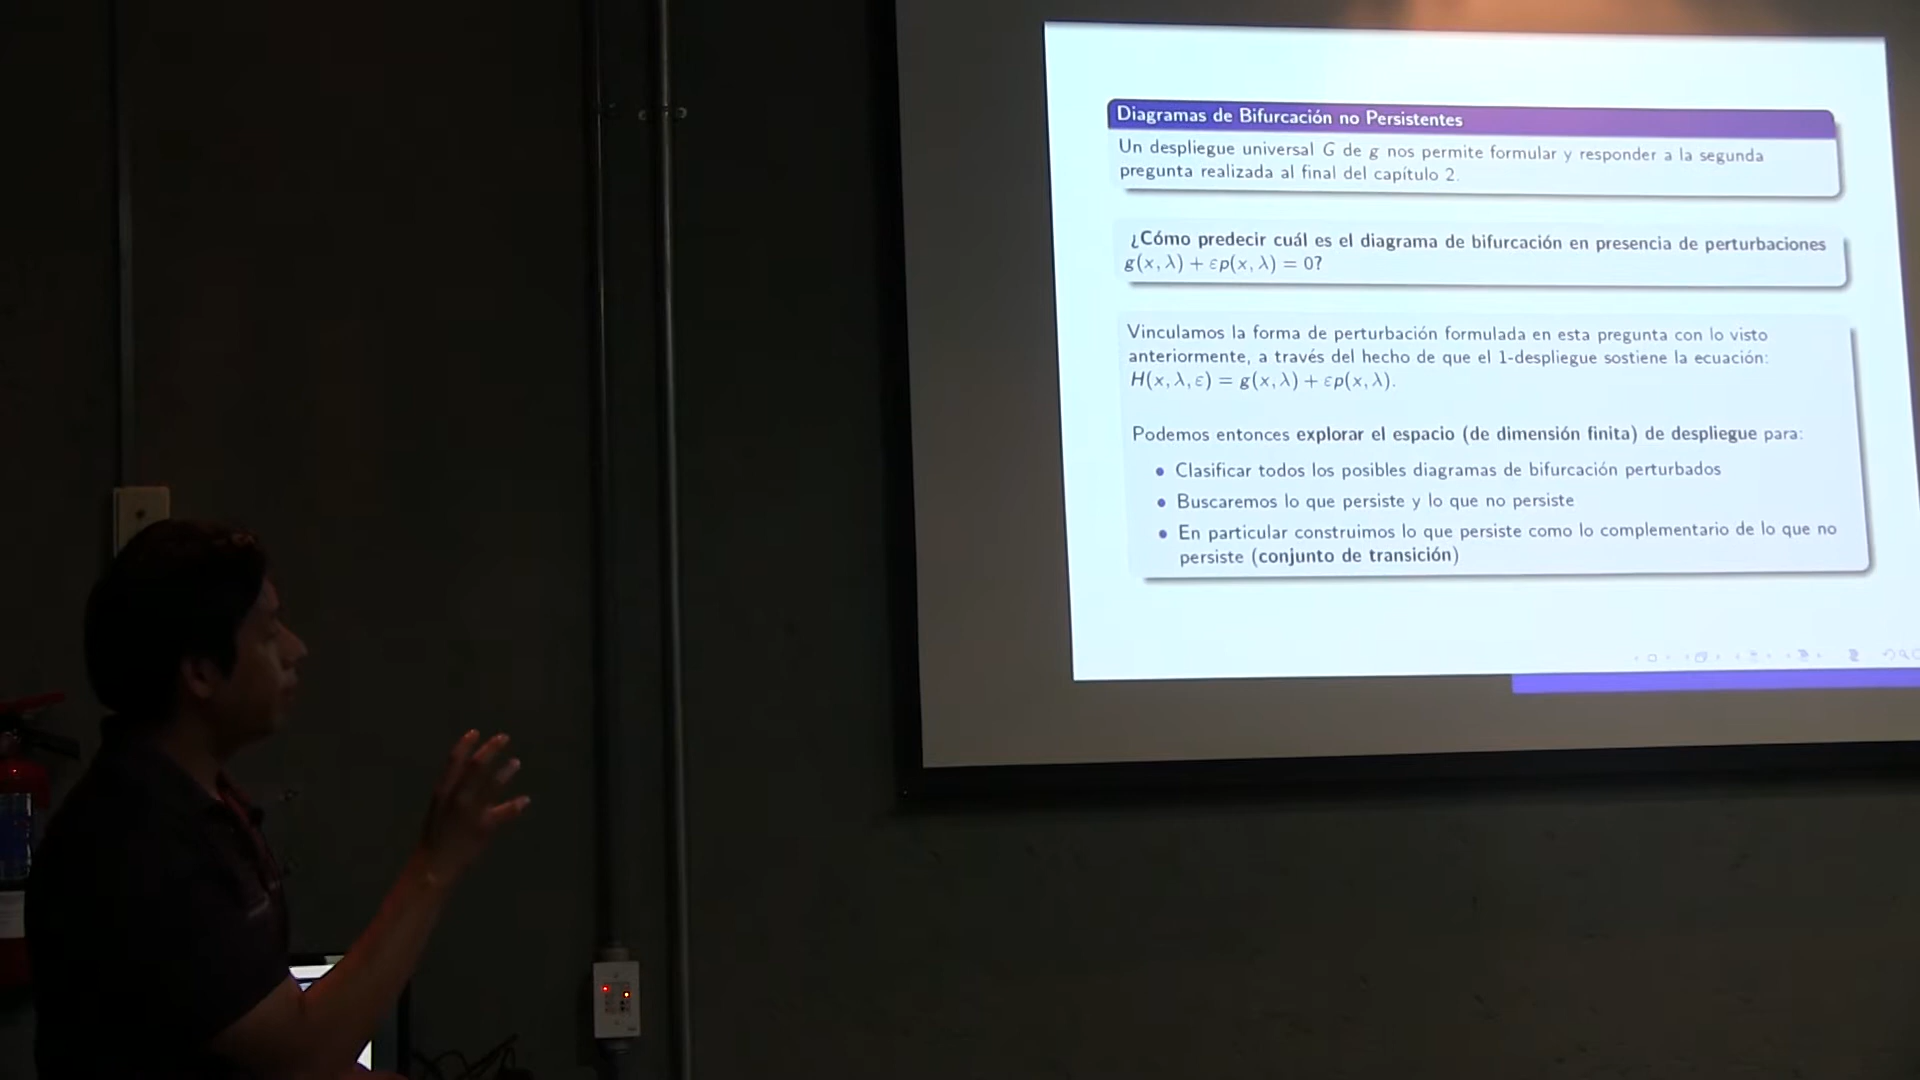 Diagramas de Bifurcación no Persistentes
Un despliegue universal G de g nos permite formular y responder a la segunda
pregunta realizada al final del capítulo 2.
¿Cómo predecir cuál es el diagrama de bifurcación en presencia de perturbaciones
g(x, λ) + εp(x, λ) = 0?
Vinculamos la forma de perturbación formulada en esta pregunta con lo visto
anteriormente, a través del hecho de que el 1-despliegue sostiene la ecuación:
H(x, λ, ε) = g(x, λ) + εp(x, λ).
Podemos entonces explorar el espacio (de dimensión finita) de despliegue para:
• Clasificar todos los posibles diagramas de bifurcación perturbados
• Buscaremos lo que persiste y lo que no persiste
• En particular construimos lo que persiste como lo complementario de lo que no
persiste (conjunto de transición)